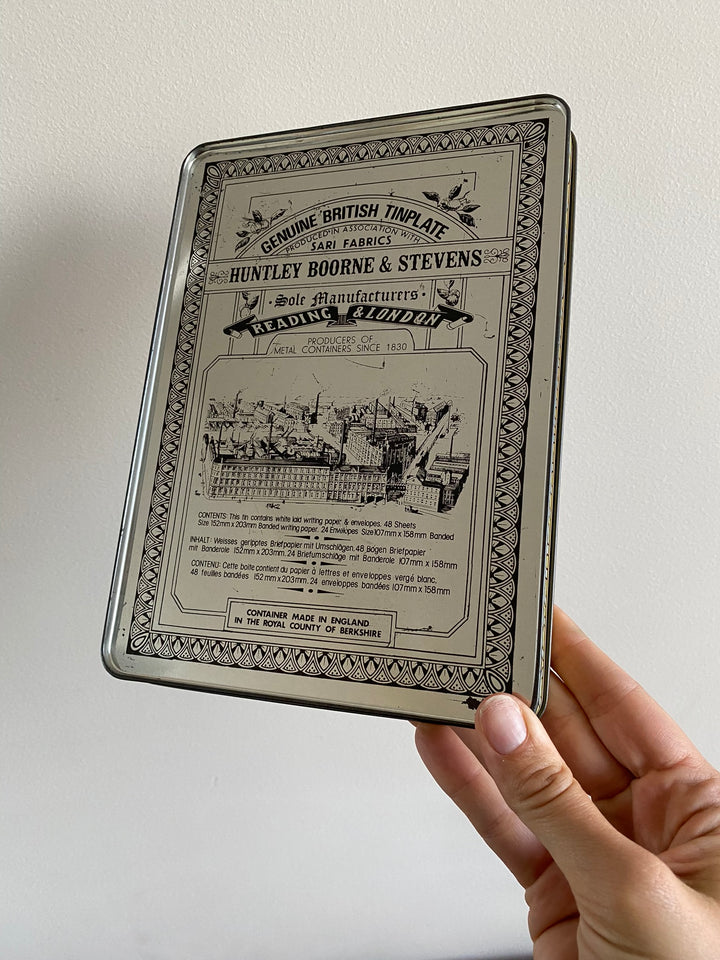 GENUINE BRITISH TINPLATE
PRODUCED IN ASSOCIATION WITH
SARI FABRICS
HUNTLEY BOORNE & STEVENS
· Sole Manufacturers ·
READING & LONDON
PRODUCERS OF
METAL CONTAINERS SINCE 1830
CONTENTS: This tin contains white laid writing paper & envelopes. 48 Sheets
Size 152mm x 203mm Banded writing paper. 24 Envelopes Size 107mm x 158mm Banded
INHALT: Weisses geripptes Briefpapier mit Umschlägen. 48 Bögen Briefpapier
mit Banderole 152mm x 203mm. 24 Briefumschläge mit Banderole 107mm x 158mm
CONTENU: Cette boite contient du papier à lettres et enveloppes vergé blanc.
48 feuilles bandées 152mm x 203mm. 24 enveloppes bandées 107mm x 158mm
CONTAINER MADE IN ENGLAND
IN THE ROYAL COUNTY OF BERKSHIRE